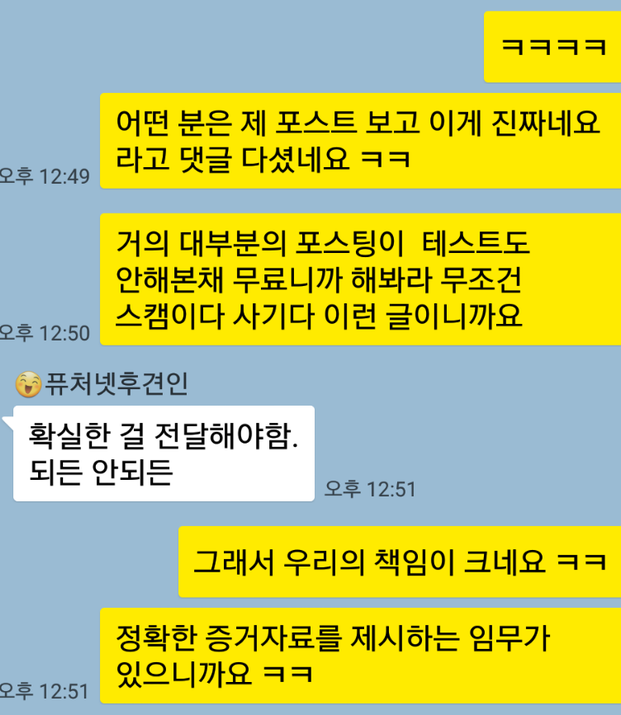 ㅋㅋㅋㅋ
어떤 분은 제 포스트 보고 이게 진짜네요
라고 댓글 다셨네요 ㅋㅋ
오후 12:49
거의 대부분의 포스팅이 테스트도
안해본채 무료니까 해봐라 무조건
스캠이다 사기다 이런 글이니까요
오후 12:50
퓨처넷후견인
확실한 걸 전달해야함.
되든 안되든
오후 12:51
그래서 우리의 책임이 크네요 ㅋㅋ
정확한 증거자료를 제시하는 임무가
있으니까요 ㅋㅋ
오후 12:51